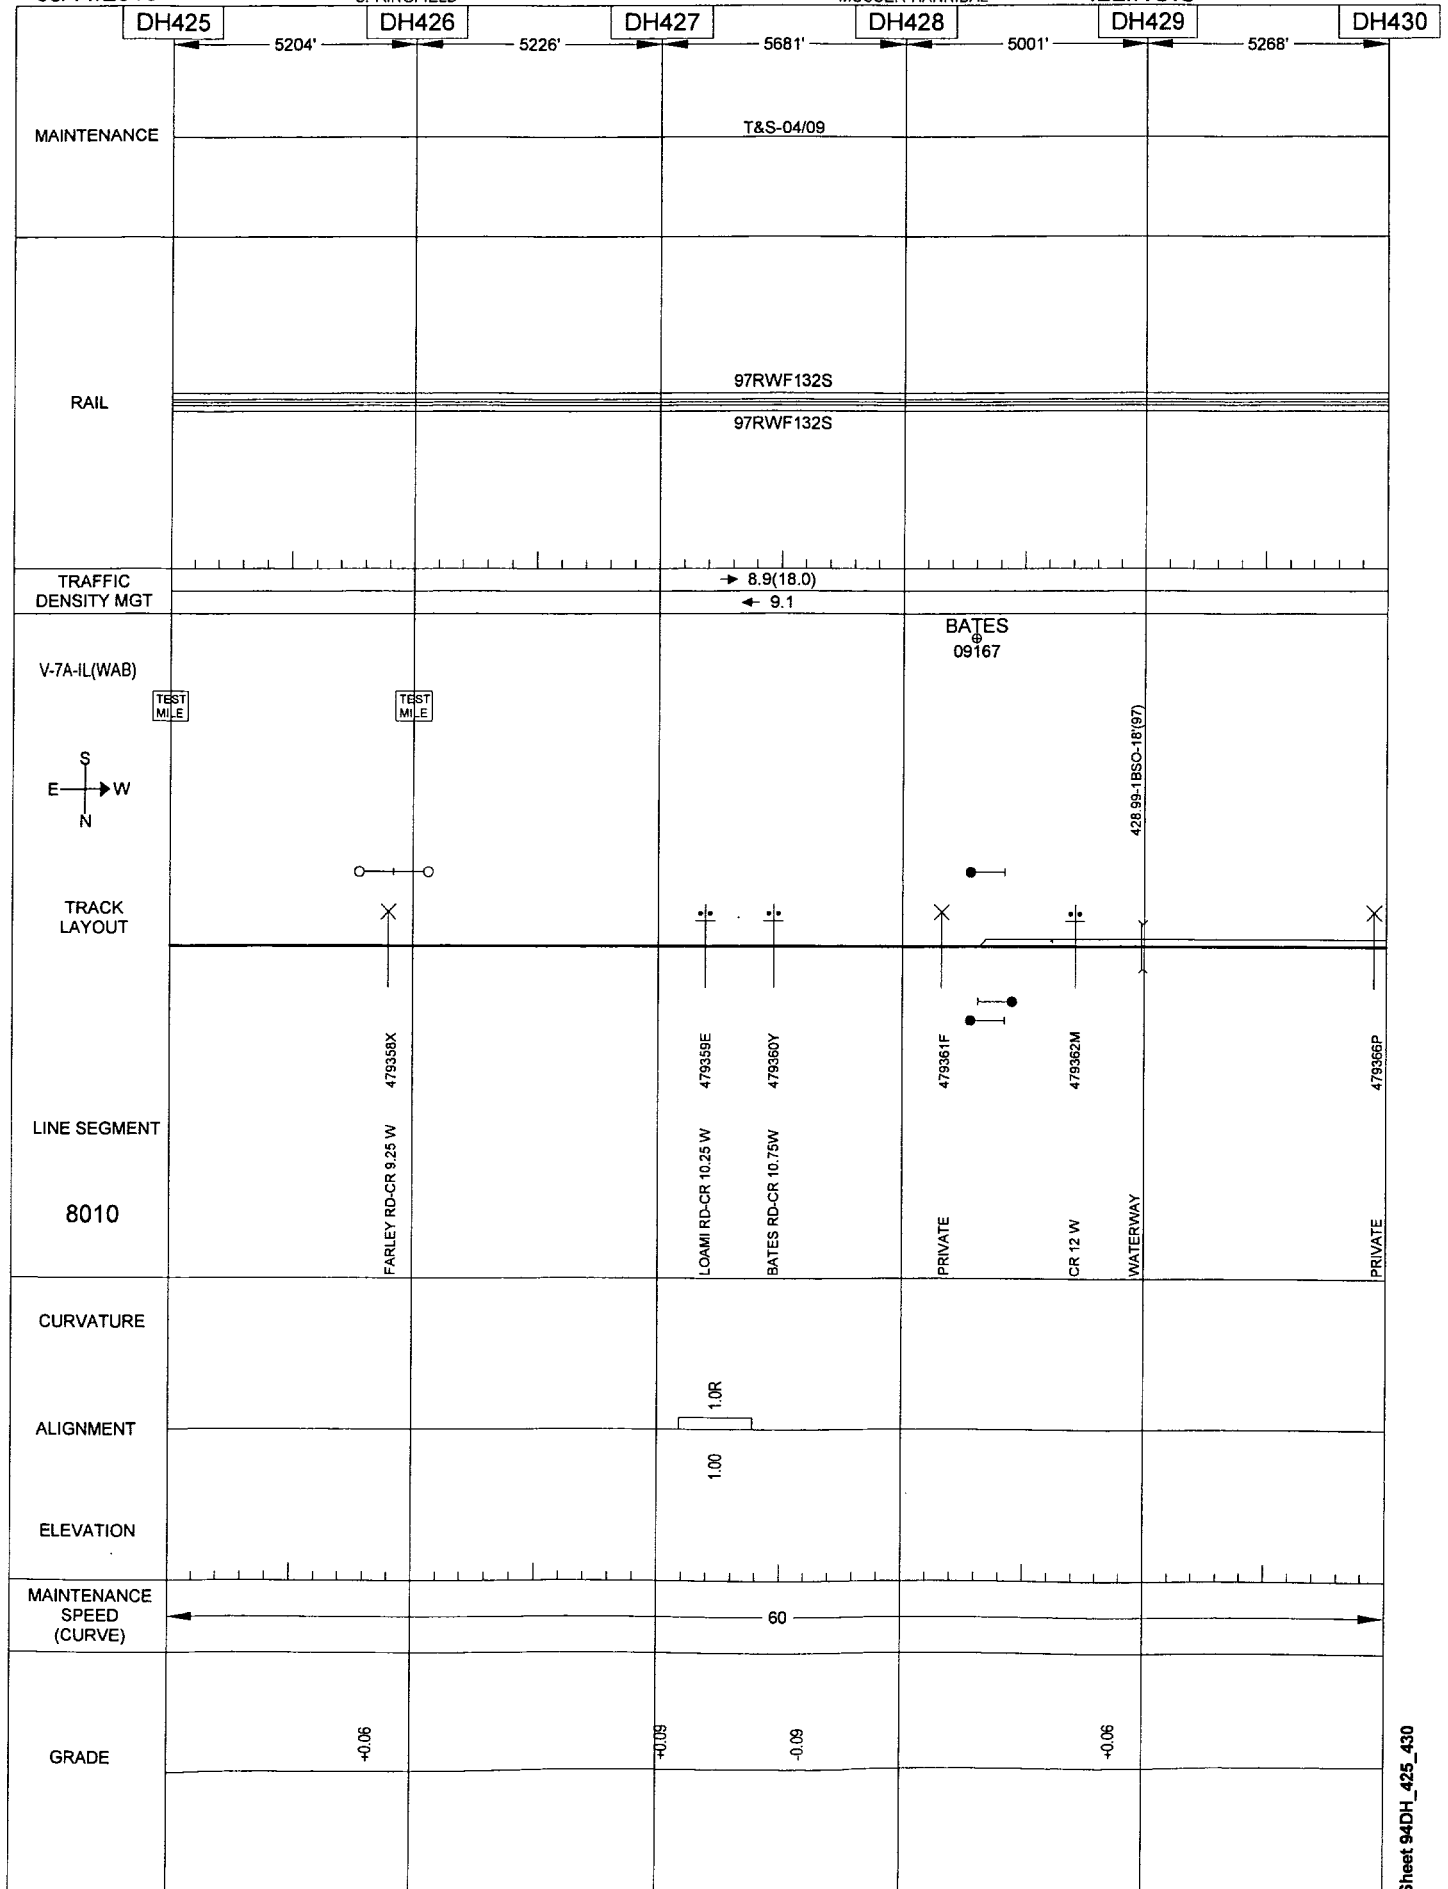 DH425 DH426 DH427 DH428 DH429 DH430
5204' 5226' 5681' 5001' 5268'
MAINTENANCE
T&S-04/09
RAIL
97RWF132S
97RWF132S
TRAFFIC
DENSITY MGT
8.9(18.0)
9.1
BATES
09167
V-7A-IL(WAB)
TEST
MILE
TEST
MILE
S
E W
N
428.99-1BSO-18'(97)
TRACK
LAYOUT
LINE SEGMENT
8010
FARLEY RD-CR 9.25 W 479358X
LOAMI RD-CR 10.25 W 479359E
BATES RD-CR 10.75W 479360Y
PRIVATE 479361F
CR 12 W 479362M
WATERWAY
PRIVATE 479366P
CURVATURE
ALIGNMENT
1.0R
1.00
ELEVATION
MAINTENANCE
SPEED
(CURVE)
60
GRADE
+0.06 +0.09 -0.09 +0.06
Sheet 94DH_425_430